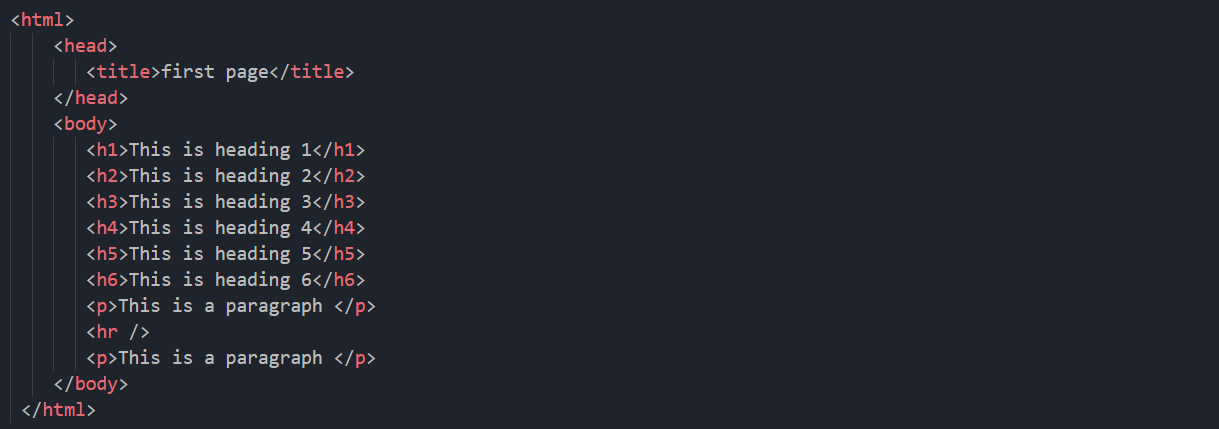 <html>
<head>
<title>first page</title>
</head>
<body>
<h1>This is heading 1</h1>
<h2>This is heading 2</h2>
<h3>This is heading 3</h3>
<h4>This is heading 4</h4>
<h5>This is heading 5</h5>
<h6>This is heading 6</h6>
<p>This is a paragraph </p>
<hr />
<p>This is a paragraph </p>
</body>
</html>